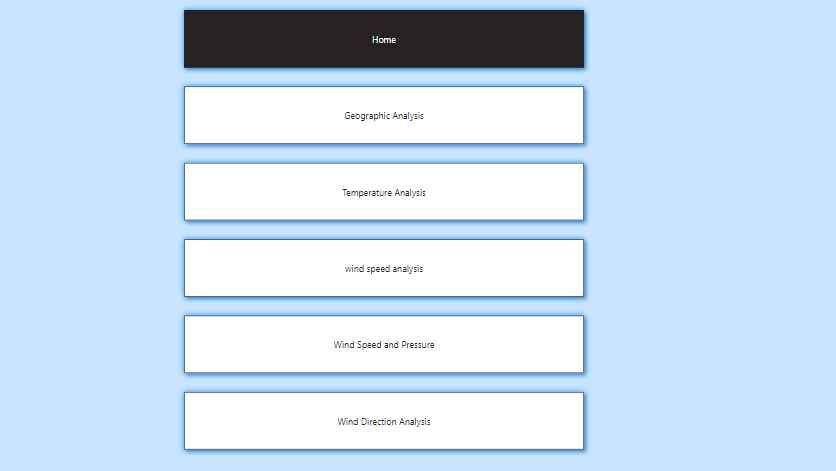 Home
Geographic Analysis
Temperature Analysis
wind speed analysis
Wind Speed and Pressure
Wind Direction Analysis